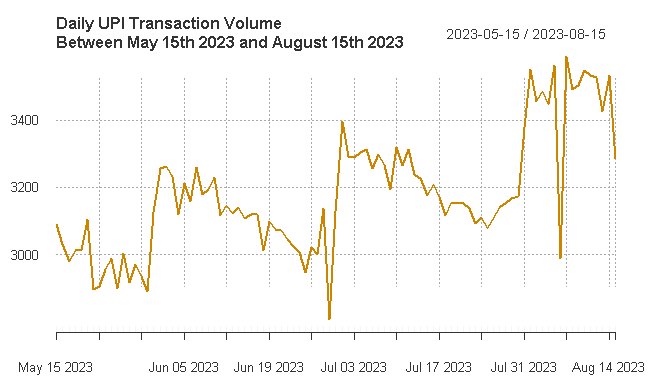 Daily UPI Transaction Volume
Between May 15th 2023 and August 15th 2023
2023-05-15 / 2023-08-15
3400
3200
3000
May 15 2023
Jun 05 2023
Jun 19 2023
Jul 03 2023
Jul 17 2023
Jul 31 2023
Aug 14 2023